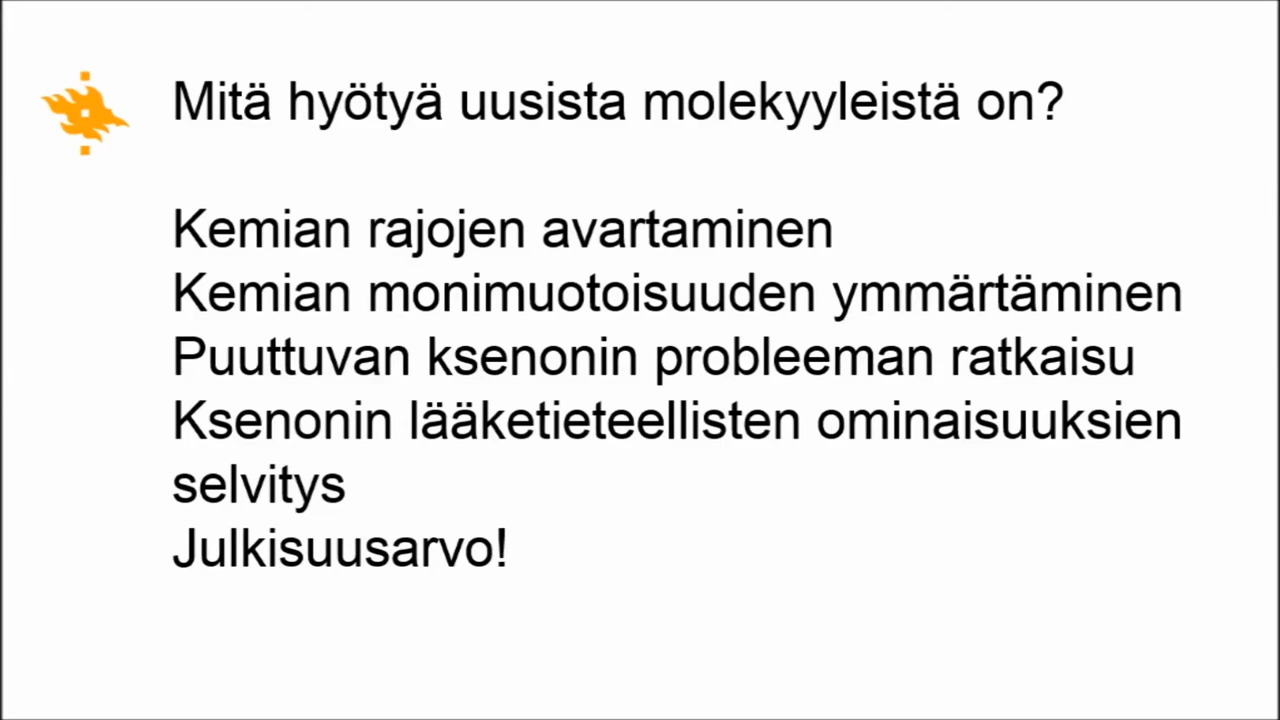 Mitä hyötyä uusista molekyyleistä on?
Kemian rajojen avartaminen
Kemian monimuotoisuuden ymmärtäminen
Puuttuvan ksenonin probleeman ratkaisu
Ksenonin lääketieteellisten ominaisuuksien
selvitys
Julkisuusarvo!